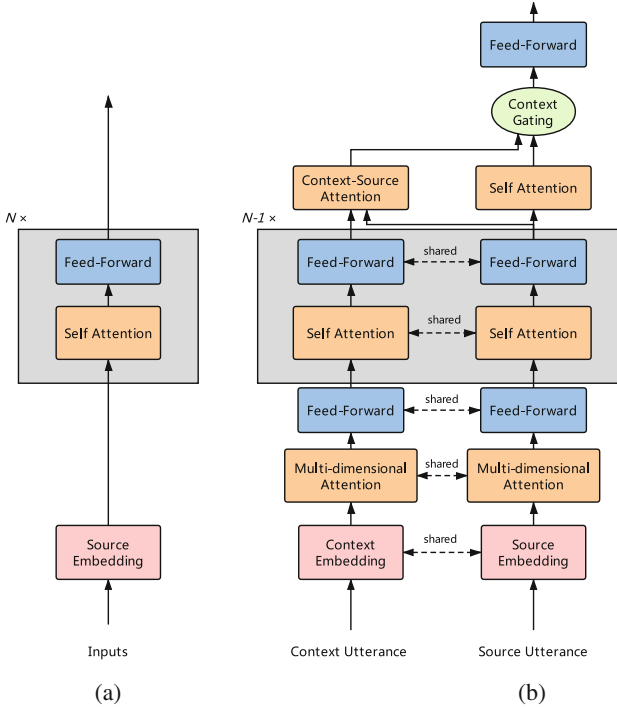 Feed-Forward
Context
Gating
Context-Source
Attention
Self Attention
N ×
N-1 ×
Feed-Forward
Feed-Forward
shared
Feed-Forward
Self Attention
Self Attention
shared
Self Attention
Feed-Forward
shared
Feed-Forward
Multi-dimensional
Attention
shared
Multi-dimensional
Attention
Source
Embedding
Context
Embedding
shared
Source
Embedding
Inputs
Context Utterance
Source Utterance
(a)
(b)